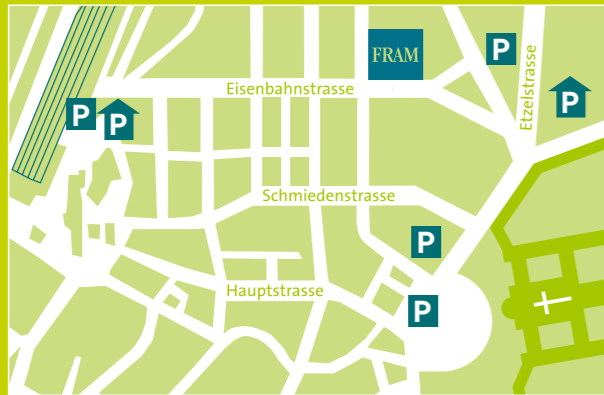 FRAM
P
Etzelstrasse
Eisenbahnstrasse
P
P
P
Schmiedenstrasse
P
Hauptstrasse
P